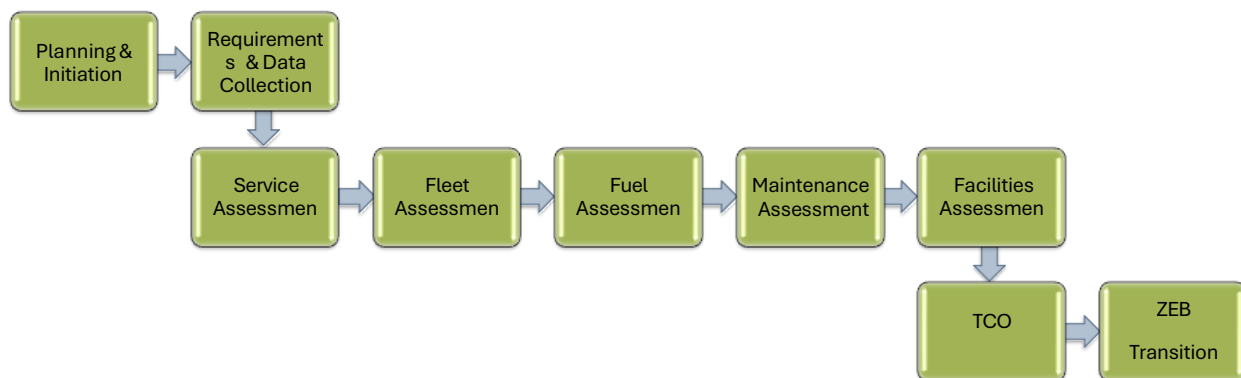 Planning &
Initiation
Requirement
s & Data
Collection
Service
Assessmen
Fleet
Assessmen
Fuel
Assessmen
Maintenance
Assessment
Facilities
Assessmen
TCO
ZEB
Transition